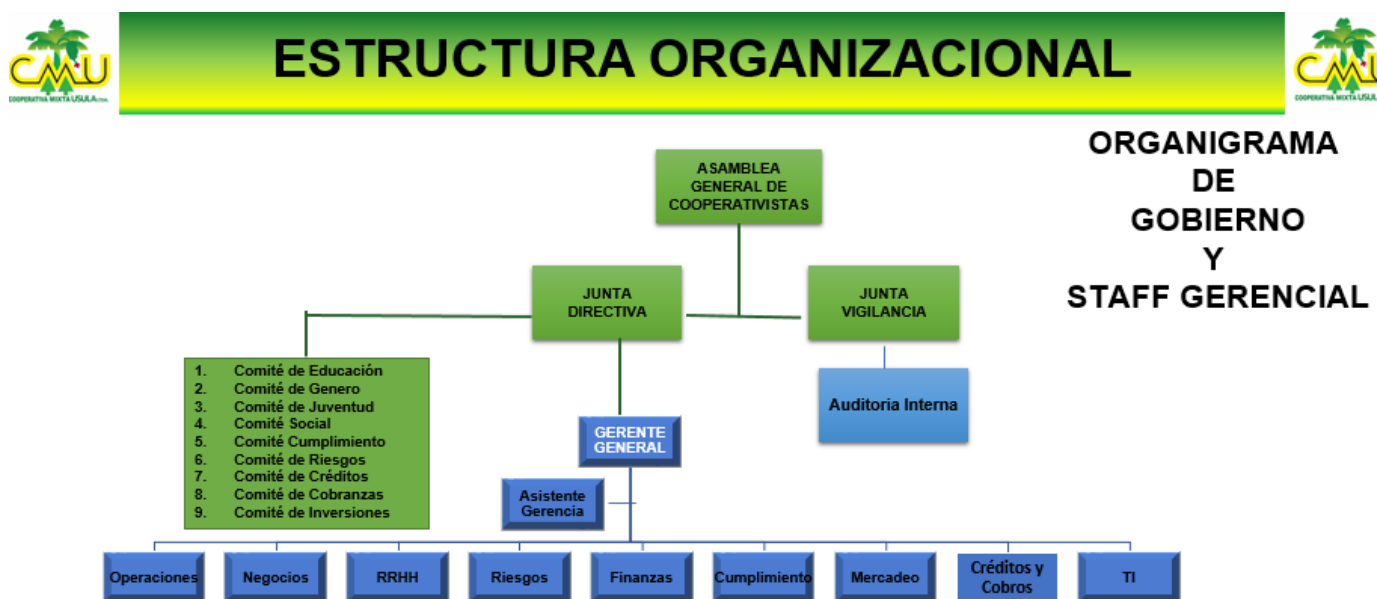 CMU
COOPERATIVA MIXTA USULA LTDA.
ESTRUCTURA ORGANIZACIONAL
CMU
COOPERATIVA MIXTA USUL
ORGANIGRAMA
DE
GOBIERNO
Y
STAFF GERENCIAL
ASAMBLEA
GENERAL DE
COOPERATIVISTAS
JUNTA
DIRECTIVA
JUNTA
VIGILANCIA
1. Comité de Educación
2. Comité de Genero
3. Comité de Juventud
4. Comité Social
5. Comité Cumplimiento
6. Comité de Riesgos
7. Comité de Créditos
8. Comité de Cobranzas
9. Comité de Inversiones
Auditoria Interna
GERENTE
GENERAL
Asistente
Gerencia
Operaciones
Negocios
RRHH
Riesgos
Finanzas
Cumplimiento
Mercadeo
Créditos y
Cobros
TI